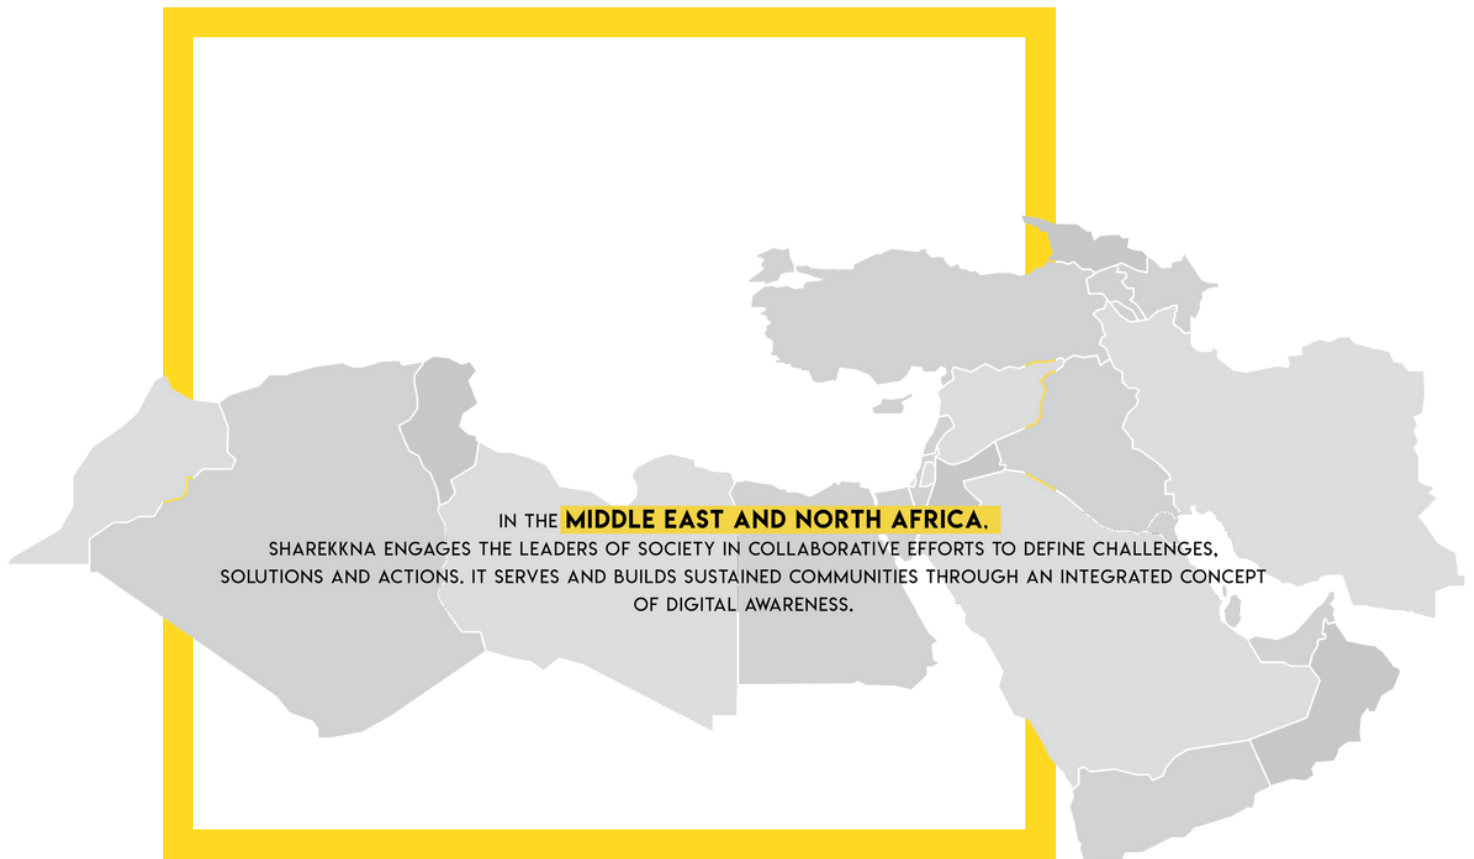 IN THE MIDDLE EAST AND NORTH AFRICA,
SHAREKKNA ENGAGES THE LEADERS OF SOCIETY IN COLLABORATIVE EFFORTS TO DEFINE CHALLENGES,
SOLUTIONS AND ACTIONS. IT SERVES AND BUILDS SUSTAINED COMMUNITIES THROUGH AN INTEGRATED CONCEPT
OF DIGITAL AWARENESS.